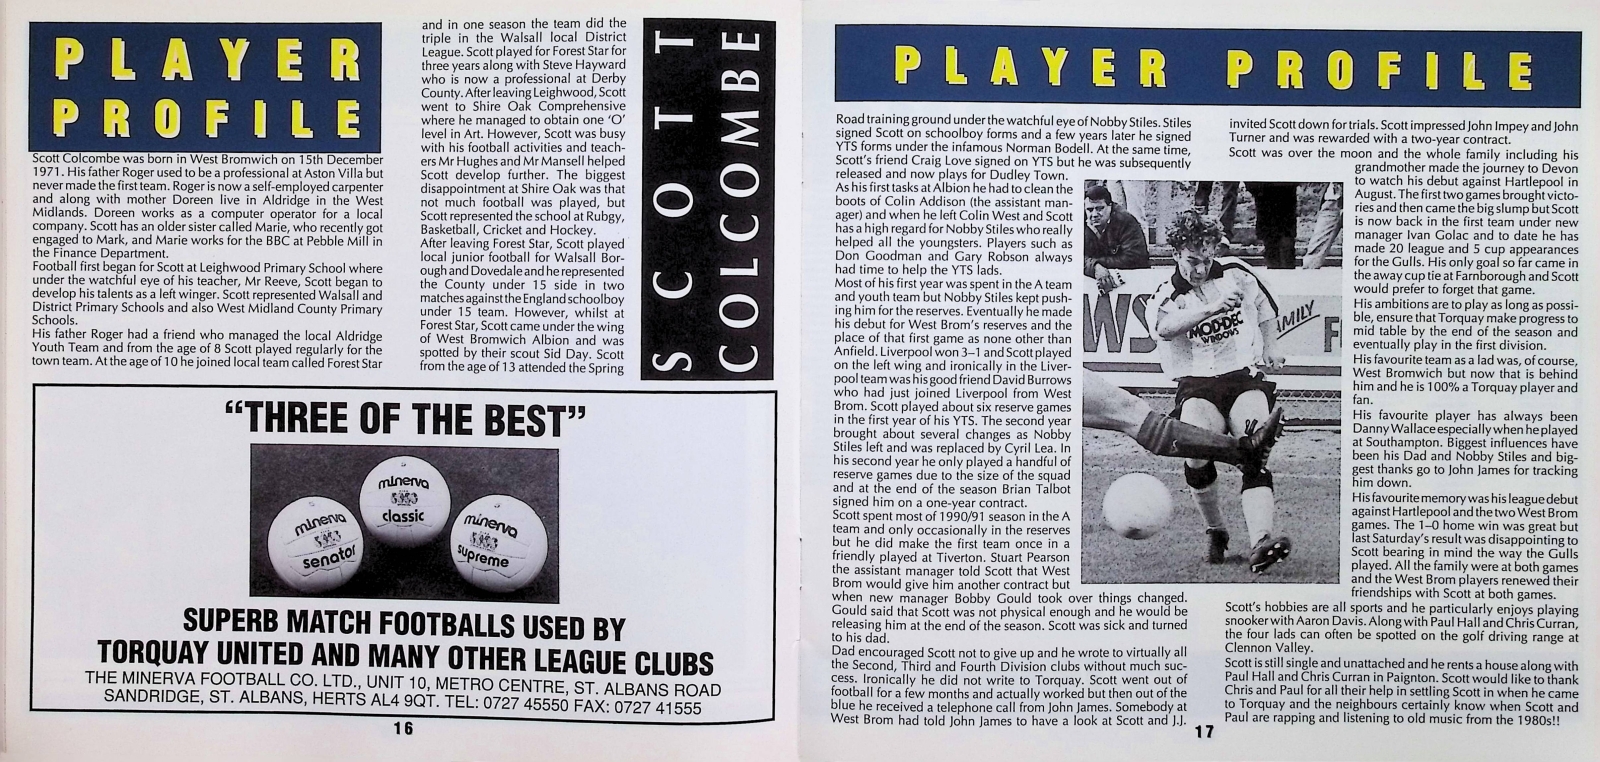 PLAYER
PROFILE
Scott Colcombe was born in West Bromwich on 15th December
1971. His father Roger used to be a professional at Aston Villa but
never made the first team. Roger is now a self-employed carpenter
and along with mother Doreen live in Aldridge in the West
Midlands. Doreen works as a computer operator for a local
company. Scott has an older sister called Marie, who recently got
engaged to Mark, and Marie works for the BBC at Pebble Mill in
the Finance Department.
Football first began for Scott at Leighwood Primary School where
under the watchful eye of his teacher, Mr Reeve, Scott began to
develop his talents as a left winger. Scott represented Walsall and
District Primary Schools and also West Midland County Primary
Schools.
His father Roger had a friend who managed the local Aldridge
Youth Team and from the age of 8 Scott played regularly for the
town team. At the age of 10 he joined local team called Forest Star
and in one season the team did the
triple in the Walsall local District
League. Scott played for Forest Star for
three years along with Steve Hayward
who is now a professional at Derby
County. After leaving Leighwood, Scott
went to Shire Oak Comprehensive
where he managed to obtain one ‘O’
level in Art. However, Scott was busy
with his football activities and teach-
ers Mr Hughes and Mr Mansell helped
Scott develop further. The biggest
disappointment at Shire Oak was that
not much football was played, but
Scott represented the school at Rubgy,
Basketball, Cricket and Hockey.
After leaving Forest Star, Scott played
local junior football for Walsall Bor-
ough and Dovedale and he represented
the County under 15 side in two
matches against the England schoolboy
under 15 team. However, whilst at
Forest Star, Scott came under the wing
of West Bromwich Albion and was
spotted by their scout Sid Day. Scott
from the age of 13 attended the Spring
SCOTT
COLCOMBE
“THREE OF THE BEST”
minerva
senator
minerva
classic
minerva
supreme
SUPERB MATCH FOOTBALLS USED BY
TORQUAY UNITED AND MANY OTHER LEAGUE CLUBS
THE MINERVA FOOTBALL CO. LTD., UNIT 10, METRO CENTRE, ST. ALBANS ROAD
SANDRIDGE, ST. ALBANS, HERTS AL4 9QT. TEL: 0727 45550 FAX: 0727 41555
16
PLAYER PROFILE
Road training ground under the watchful eye of Nobby Stiles. Stiles
signed Scott on schoolboy forms and a few years later he signed
YTS forms under the infamous Norman Bodell. At the same time,
Scott's friend Craig Love signed on YTS but he was subsequently
released and now plays for Dudley Town.
As his first tasks at Albion he had to clean the
boots of Colin Addison (the assistant man-
ager) and when he left Colin West and Scott
has a high regard for Nobby Stiles who really
helped all the youngsters. Players such as
Don Goodman and Gary Robson always
had time to help the YTS lads.
Most of his first year was spent in the A team
and youth team but Nobby Stiles kept push-
ing him for the reserves. Eventually he made
his debut for West Brom's reserves and the
place of that first game as none other than
Anfield. Liverpool won 3–1 and Scott played
on the left wing and ironically in the Liver-
pool team was his good friend David Burrows
who had just joined Liverpool from West
Brom. Scott played about six reserve games
in the first year of his YTS. The second year
brought about several changes as Nobby
Stiles left and was replaced by Cyril Lea. In
his second year he only played a handful of
reserve games due to the size of the squad
and at the end of the season Brian Talbot
signed him on a one-year contract.
Scott spent most of 1990/91 season in the A
team and only occasionally in the reserves
but he did make the first team once in a
friendly played at Tiverton. Stuart Pearson
the assistant manager told Scott that West
Brom would give him another contract but
when new manager Bobby Gould took over things changed.
Gould said that Scott was not physical enough and he would be
releasing him at the end of the season. Scott was sick and turned
to his dad.
Dad encouraged Scott not to give up and he wrote to virtually all
the Second, Third and Fourth Division clubs without much suc-
cess. Ironically he did not write to Torquay. Scott went out of
football for a few months and actually worked but then out of the
blue he received a telephone call from John James. Somebody at
West Brom had told John James to have a look at Scott and J.J.
WS
FAMILY
F
MOD-DEC
WINDOWS
invited Scott down for trials. Scott impressed John Impey and John
Turner and was rewarded with a two-year contract.
Scott was over the moon and the whole family including his
grandmother made the journey to Devon
to watch his debut against Hartlepool in
August. The first two games brought victo-
ries and then came the big slump but Scott
is now back in the first team under new
manager Ivan Golac and to date he has
made 20 league and 5 cup appearances
for the Gulls. His only goal so far came in
the away cup tie at Farnborough and Scott
would prefer to forget that game.
His ambitions are to play as long as possi-
ble, ensure that Torquay make progress to
mid table by the end of the season and
eventually play in the first division.
His favourite team as a lad was, of course,
West Bromwich but now that is behind
him and he is 100% a Torquay player and
fan.
His favourite player has always been
Danny Wallace especially when he played
at Southampton. Biggest influences have
been his Dad and Nobby Stiles and big-
gest thanks go to John James for tracking
him down.
His favourite memory was his league debut
against Hartlepool and the two West Brom
games. The 1–0 home win was great but
last Saturday's result was disappointing to
Scott bearing in mind the way the Gulls
played. All the family were at both games
and the West Brom players renewed their
friendships with Scott at both games.
Scott's hobbies are all sports and he particularly enjoys playing
snooker with Aaron Davis. Along with Paul Hall and Chris Curran,
the four lads can often be spotted on the golf driving range at
Clennon Valley.
Scott is still single and unattached and he rents a house along with
Paul Hall and Chris Curran in Paignton. Scott would like to thank
Chris and Paul for all their help in settling Scott in when he came
to Torquay and the neighbours certainly know when Scott and
Paul are rapping and listening to old music from the 1980s!!
17